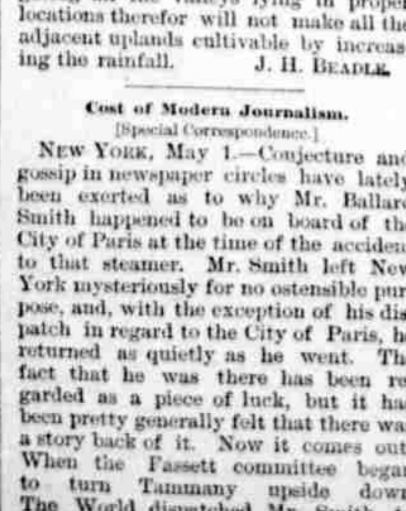 locations therefor will not make all the
adjacent uplands cultivable by increas
ing the rainfall. J. H. BEADLE.
Cost of Modern Journalism.
[Special Correspondence.]
NEW YORK, May 1.—Conjecture and
gossip in newspaper circles have lately
been exerted as to why Mr. Ballard
Smith happened to be on board of the
City of Paris at the time of the acciden
to that steamer. Mr. Smith left New
York mysteriously for no ostensible pur
pose, and, with the exception of his dis
patch in regard to the City of Paris, he
returned as quietly as he went. The
fact that he was there has been re
garded as a piece of luck, but it has
been pretty generally felt that there was
a story back of it. Now it comes out
When the Fassett committee began
to turn Tammany upside down
The World dispatched Mr. Smith